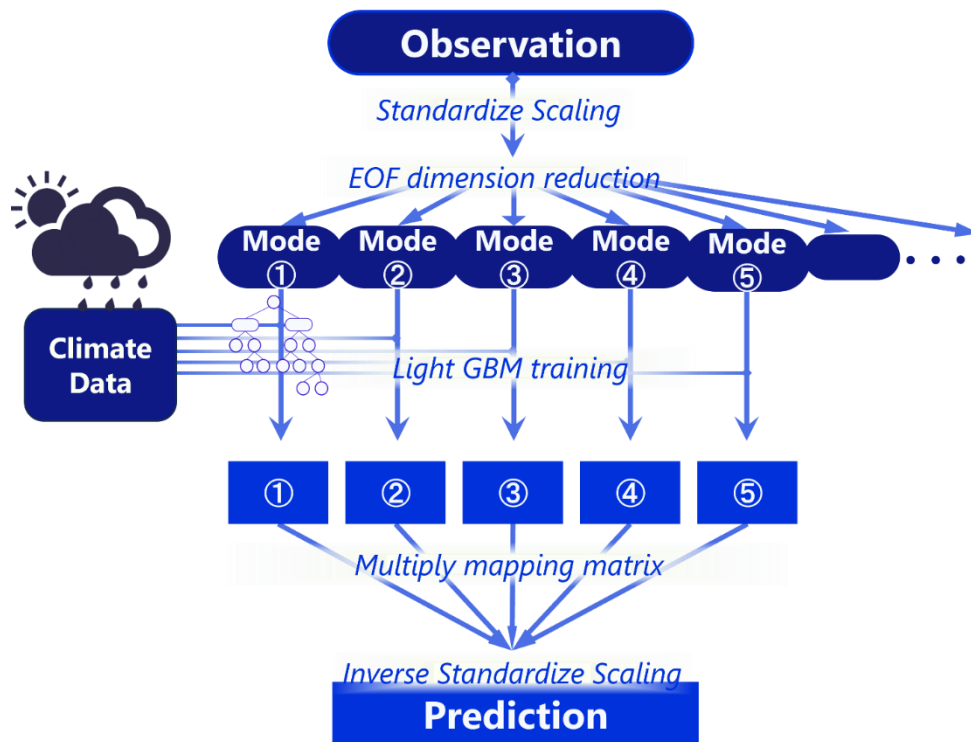 Observation
Standardize Scaling
EOF dimension reduction
Mode
①
Mode
②
Mode
③
Mode
④
Mode
⑤
Climate
Data
Light GBM training
①
②
③
④
⑤
Multiply mapping matrix
Inverse Standardize Scaling
Prediction